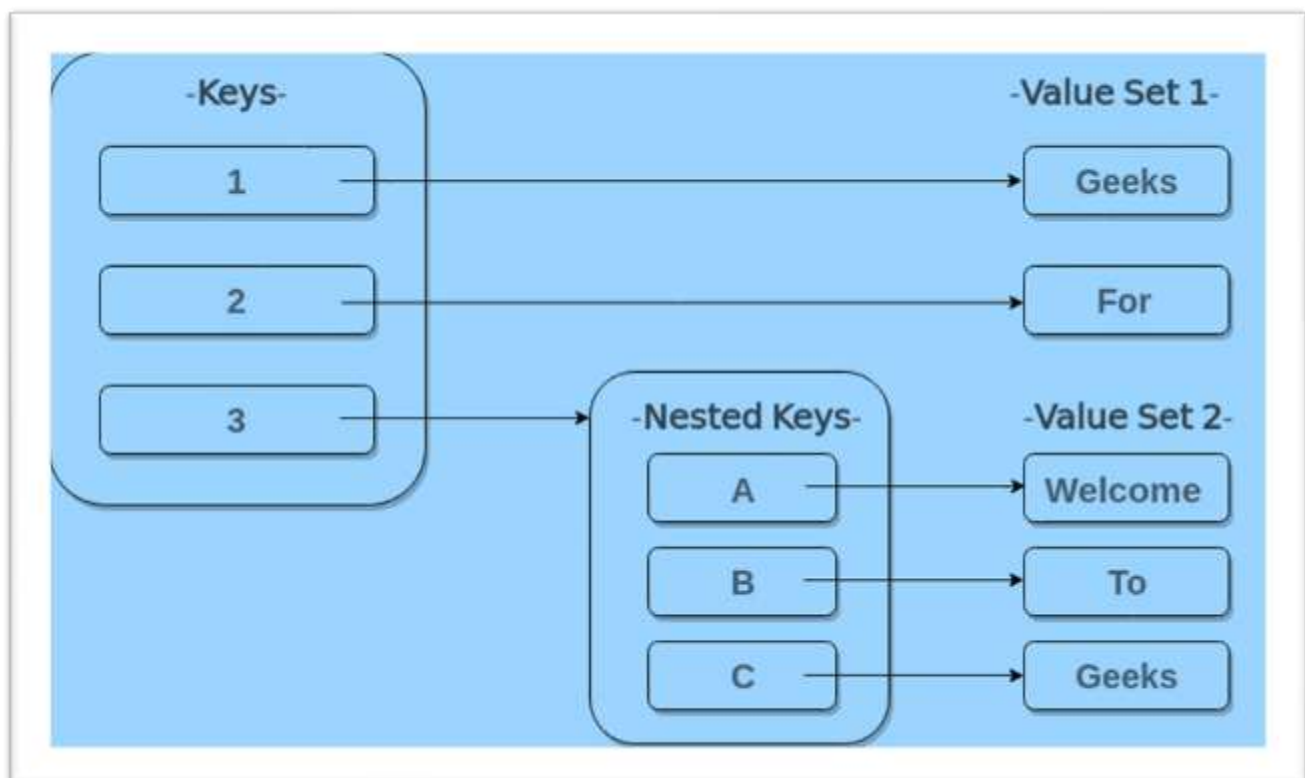 -Keys-
-Value Set 1-
1
Geeks
2
For
3
-Nested Keys-
-Value Set 2-
A
Welcome
B
To
C
Geeks